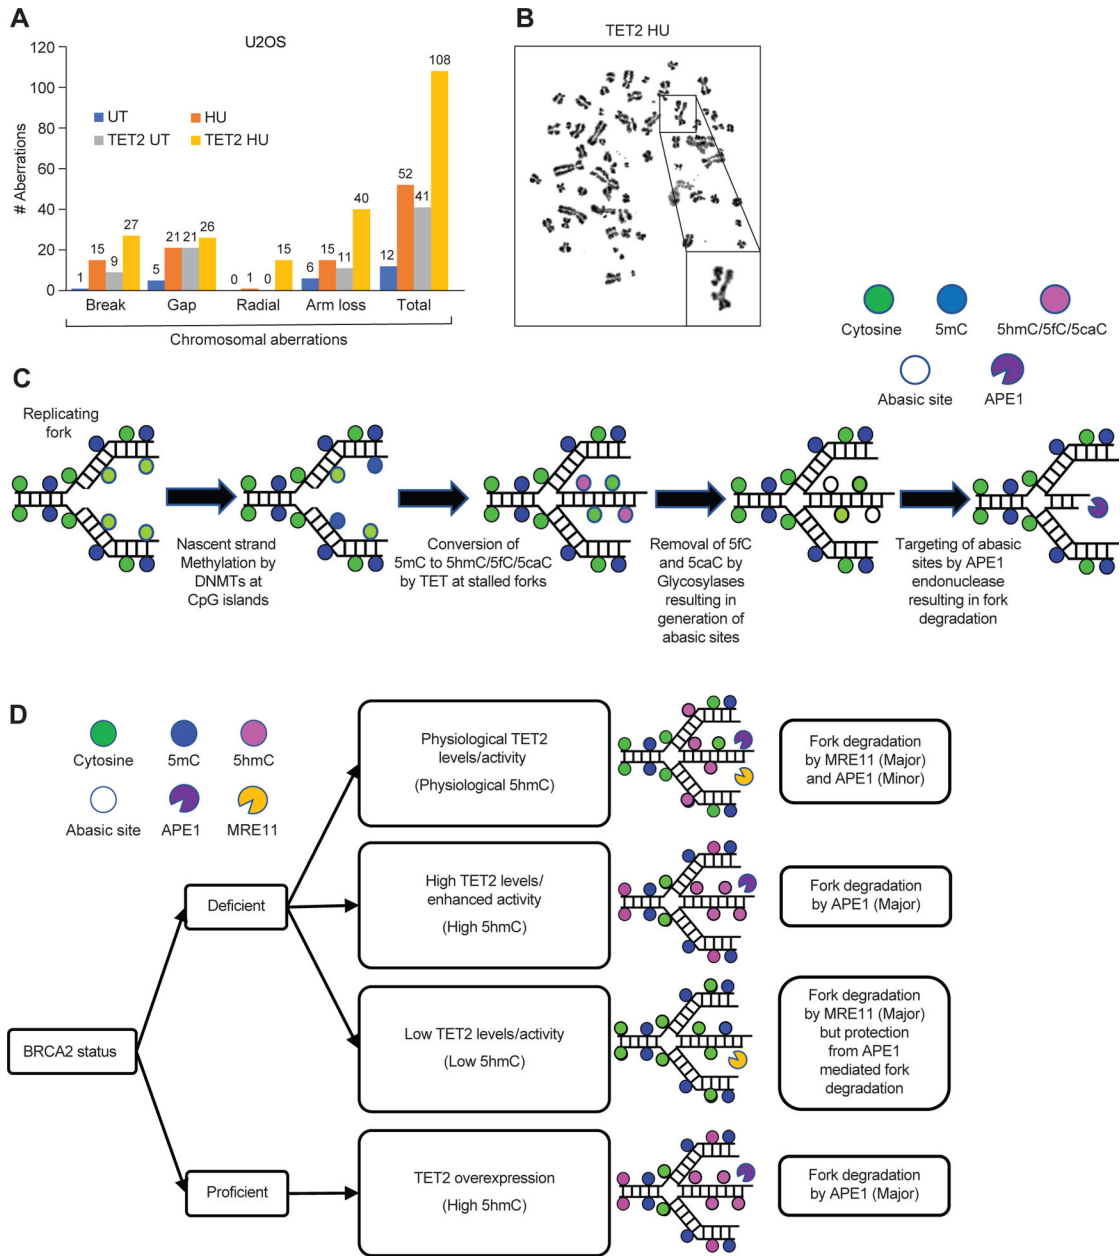 A
U2OS
# Aberrations
120
100
80
60
40
20
0
UT
HU
TET2 UT
TET2 HU
1
15
9
27
5
21
21
26
0
1
0
15
6
15
11
40
12
52
41
108
Break
Gap
Radial
Arm loss
Total
Chromosomal aberrations
B
TET2 HU
Cytosine
5mC
5hmC/5fC/5caC
Abasic site
APE1
C
Replicating
fork
Nascent strand
Methylation by
DNMTs at
CpG islands
Conversion of
5mC to 5hmC/5fC/5caC
by TET at stalled forks
Removal of 5fC
and 5caC by
Glycosylases
resulting in
generation of
abasic sites
Targeting of abasic
sites by APE1
endonuclease
resulting in fork
degradation
D
Cytosine
5mC
5hmC
Abasic site
APE1
MRE11
BRCA2 status
Deficient
Proficient
Physiological TET2
levels/activity
(Physiological 5hmC)
Fork degradation
by MRE11 (Major)
and APE1 (Minor)
High TET2 levels/
enhanced activity
(High 5hmC)
Fork degradation
by APE1 (Major)
Low TET2 levels/activity
(Low 5hmC)
Fork degradation
by MRE11 (Major)
but protection
from APE1
mediated fork
degradation
TET2 overexpression
(High 5hmC)
Fork degradation
by APE1 (Major)